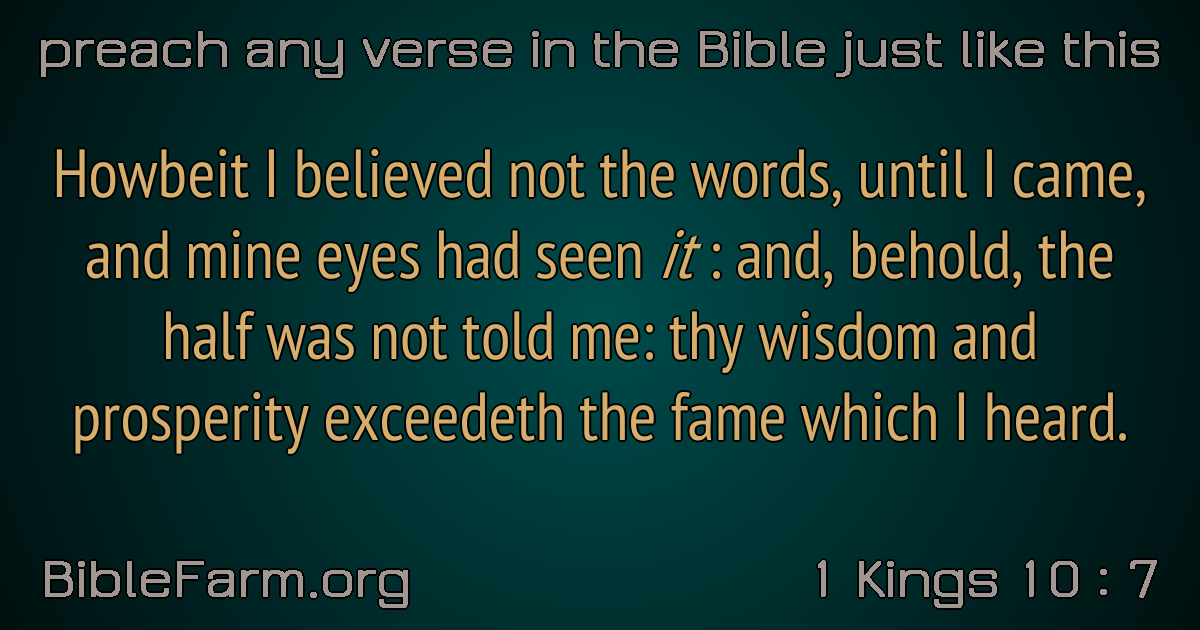 preach any verse in the Bible just like this
Howbeit I believed not the words, until I came,
and mine eyes had seen it : and, behold, the
half was not told me: thy wisdom and
prosperity exceedeth the fame which I heard.
BibleFarm.org
1 Kings 10 : 7